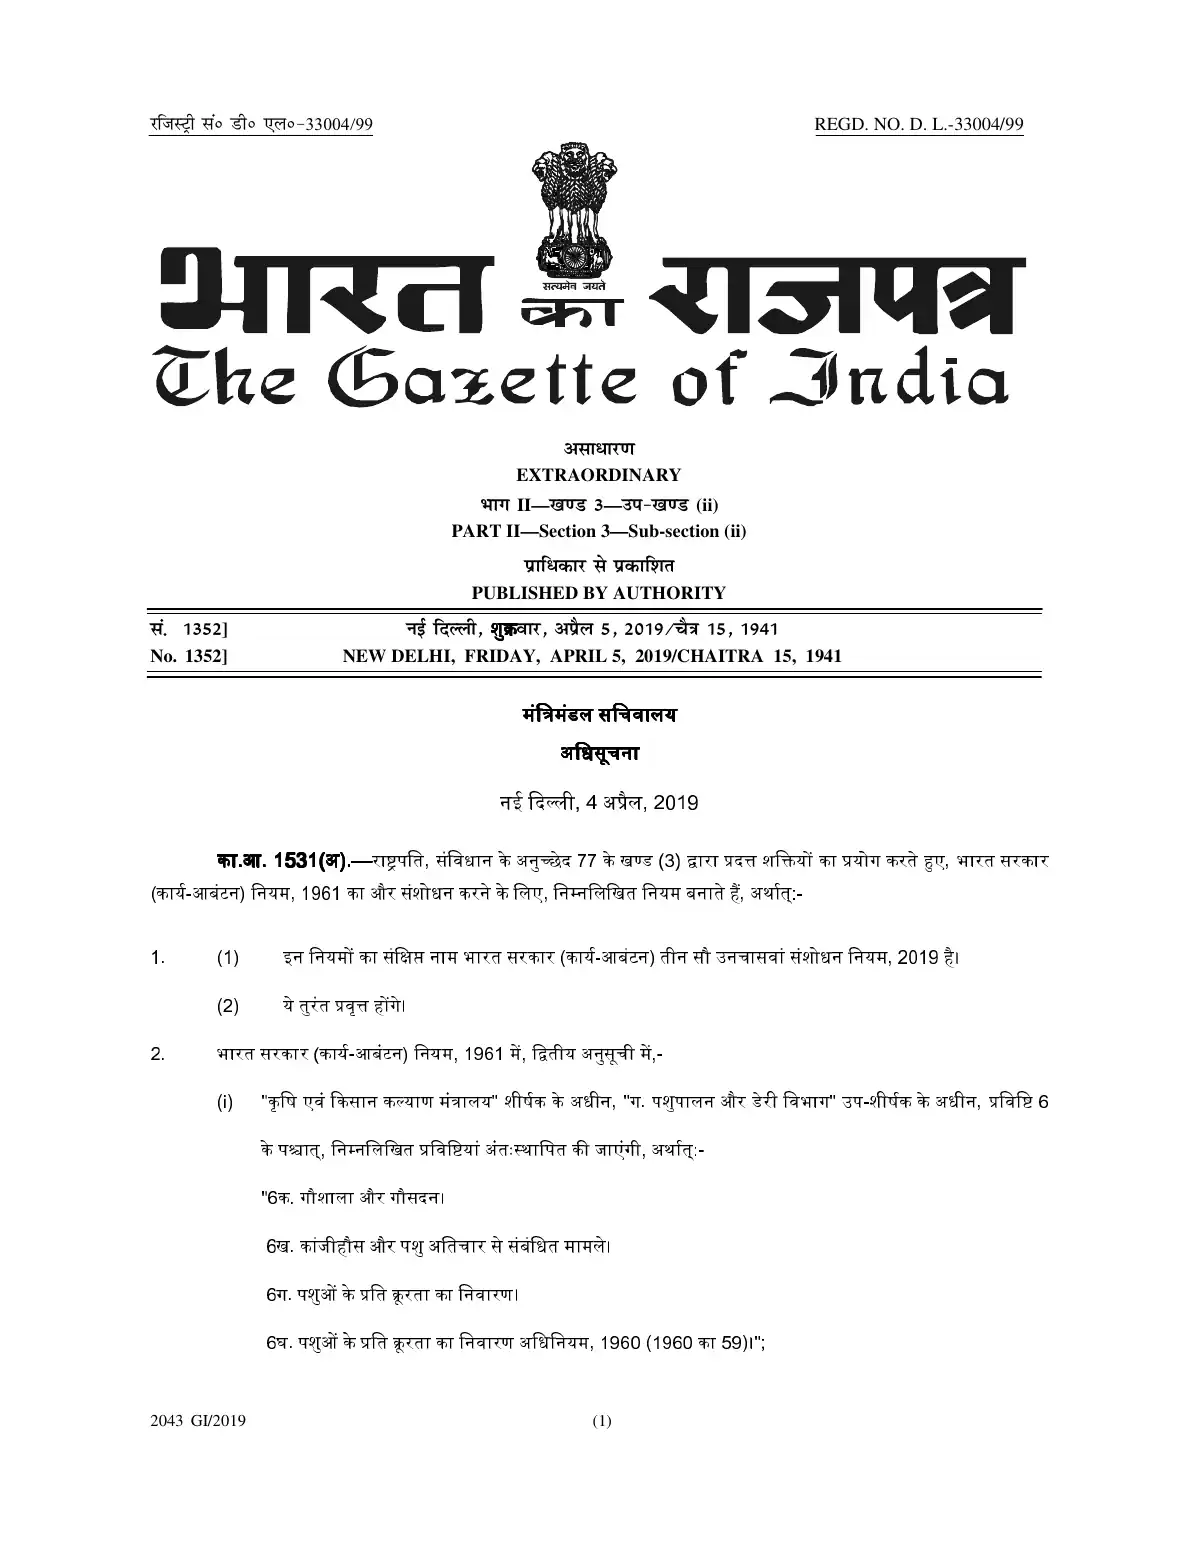 रजिस्ट्री सं० डी० एल०-33004/99
REGD. NO. D. L.-33004/99
सत्यमेव जयते
भारत का राजपत्र
The Gazette of India
असाधारण
EXTRAORDINARY
भाग II—खण्ड 3—उप-खण्ड (ii)
PART II—Section 3—Sub-section (ii)
प्राधिकार से प्रकाशित
PUBLISHED BY AUTHORITY
सं. 1352] नई दिल्ली, शुक्रवार, अप्रैल 5, 2019/चैत्र 15, 1941
No. 1352] NEW DELHI, FRIDAY, APRIL 5, 2019/CHAITRA 15, 1941
मंत्रिमंडल सचिवालय
अधिसूचना
नई दिल्ली, 4 अप्रैल, 2019
का.आ. 1531(अ).—राष्ट्रपति, संविधान के अनुच्छेद 77 के खण्ड (3) द्वारा प्रदत्त शक्तियों का प्रयोग करते हुए, भारत सरकार
(कार्य-आबंटन) नियम, 1961 का और संशोधन करने के लिए, निम्नलिखित नियम बनाते हैं, अर्थात्:-
1. (1) इन नियमों का संक्षिप्त नाम भारत सरकार (कार्य-आबंटन) तीन सौ उनचासवां संशोधन नियम, 2019 है।
(2) ये तुरंत प्रवृत्त होंगे।
2. भारत सरकार (कार्य-आबंटन) नियम, 1961 में, द्वितीय अनुसूची में,-
(i) "कृषि एवं किसान कल्याण मंत्रालय" शीर्षक के अधीन, "ग. पशुपालन और डेरी विभाग" उप-शीर्षक के अधीन, प्रविष्टि 6
के पश्चात्, निम्नलिखित प्रविष्टियां अंतःस्थापित की जाएंगी, अर्थात्:-
"6क. गौशाला और गौसदन।
6ख. कांजीहौस और पशु अतिचार से संबंधित मामले।
6ग. पशुओं के प्रति क्रूरता का निवारण।
6घ. पशुओं के प्रति क्रूरता का निवारण अधिनियम, 1960 (1960 का 59)।";
2043 GI/2019 (1)